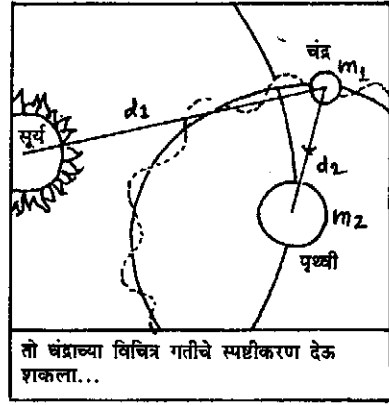 चंद्र
m1
d1
सूर्य
d2
m2
पृथ्वी
तो चंद्राच्या विचित्र गतीचे स्पष्टीकरण देऊ
शकला...